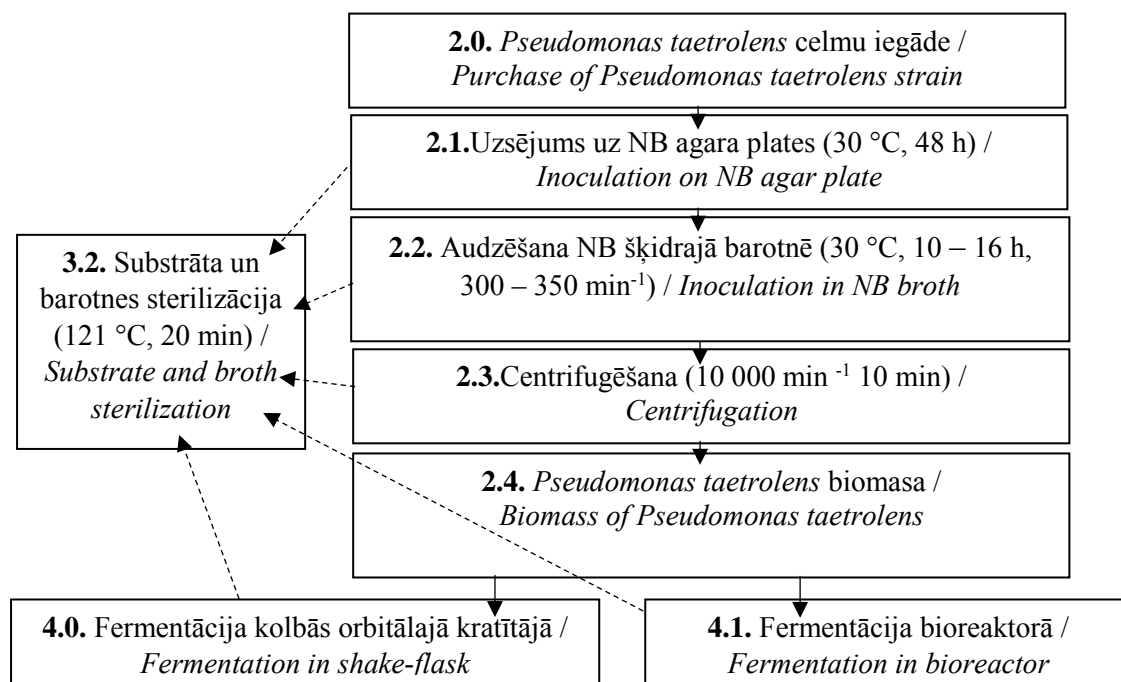 2.0. Pseudomonas taetrolens celmu iegāde /
Purchase of Pseudomonas taetrolens strain
2.1.Uzsējums uz NB agara plates (30 °C, 48 h) /
Inoculation on NB agar plate
2.2. Audzēšana NB šķidrajā barotnē (30 °C, 10 – 16 h,
300 – 350 min⁻¹) / Inoculation in NB broth
3.2. Substrāta un
barotnes sterilizācija
(121 °C, 20 min) /
Substrate and broth
sterilization
2.3.Centrifugēšana (10 000 min ⁻¹ 10 min) /
Centrifugation
2.4. Pseudomonas taetrolens biomasa /
Biomass of Pseudomonas taetrolens
4.0. Fermentācija kolbās orbitālajā kratītājā /
Fermentation in shake-flask
4.1. Fermentācija bioreaktorā /
Fermentation in bioreactor